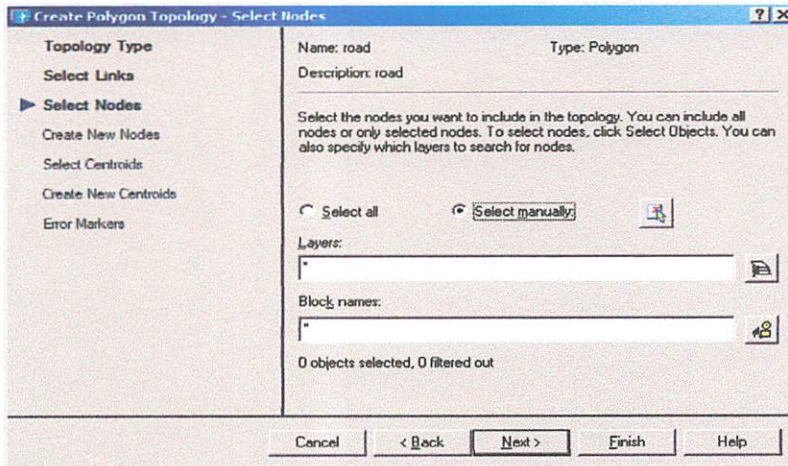 Create Polygon Topology - Select Nodes
Topology Type
Select Links
Select Nodes
Create New Nodes
Select Centroids
Create New Centroids
Error Markers
Name: road
Type: Polygon
Description: road
Select the nodes you want to include in the topology. You can include all
nodes or only selected nodes. To select nodes, click Select Objects. You can
also specify which layers to search for nodes.
Select all
Select manually:
Layers:
*
Block names:
*
0 objects selected, 0 filtered out
Cancel
< Back
Next >
Finish
Help